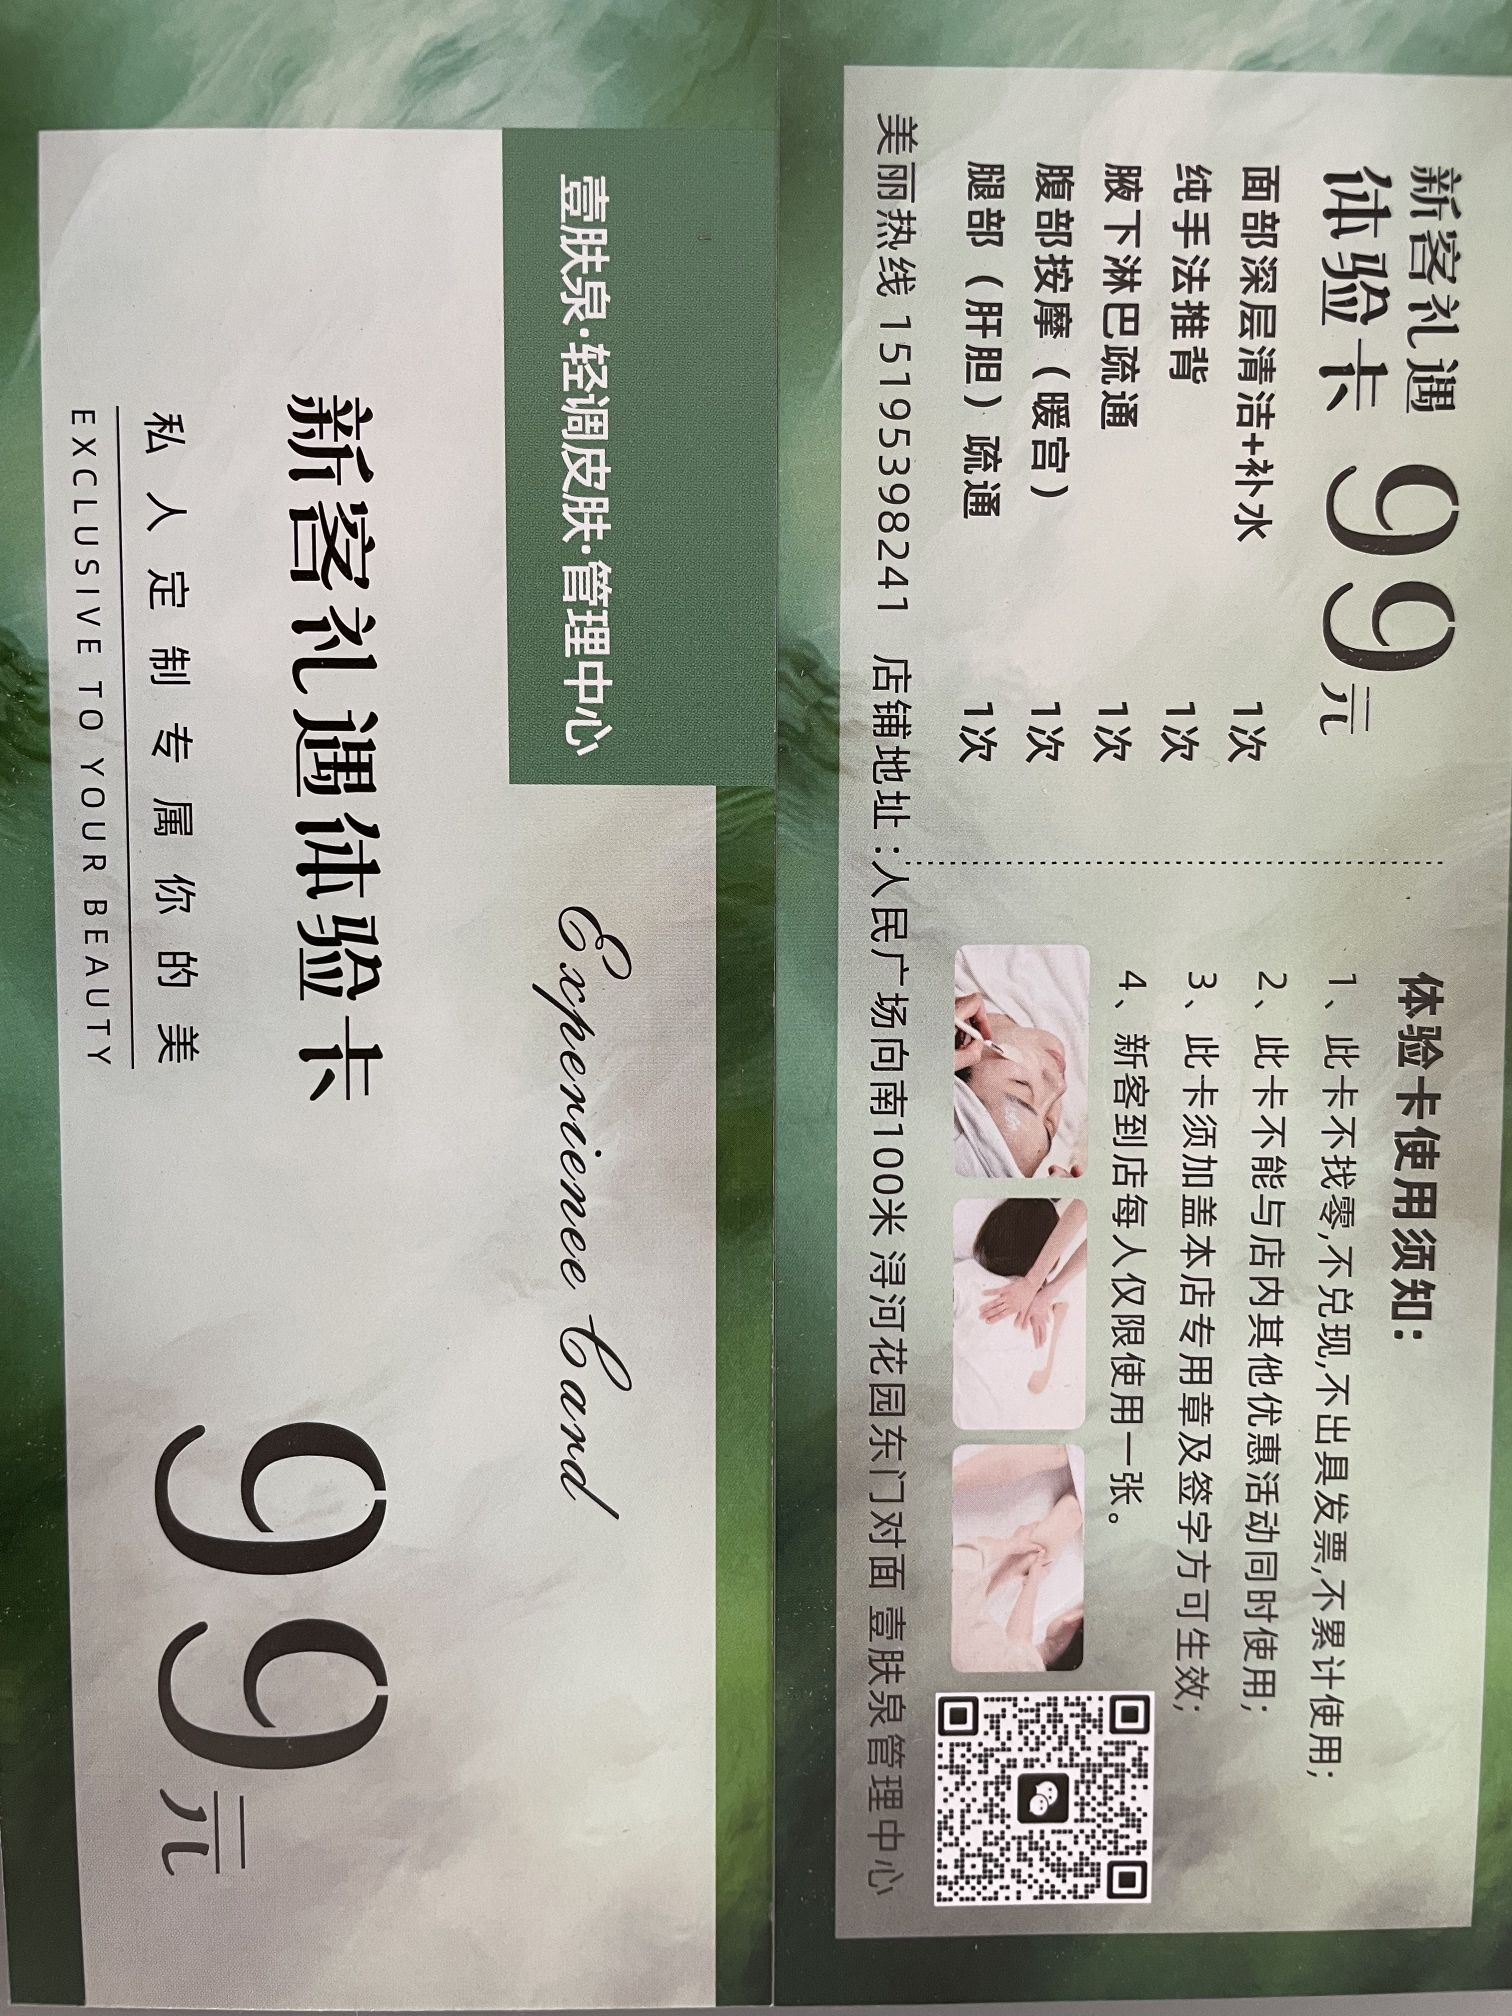 壹肤泉·轻调皮肤·管理中心
Experience Card
新客礼遇体验卡
99元
私人定制专属你的美
EXCLUSIVE TO YOUR BEAUTY
新客礼遇
体验卡 99元
面部深层清洁+补水 1次
纯手法推背 1次
腋下淋巴疏通 1次
腹部按摩（暖宫） 1次
腿部（肝胆）疏通 1次
体验卡使用须知:
1、此卡不找零,不兑现,不出具发票,不累计使用;
2、此卡不能与店内其他优惠活动同时使用;
3、此卡须加盖本店专用章及签字方可生效;
4、新客到店每人仅限使用一张。
美丽热线 15195398241 店铺地址:人民广场向南100米 浔河花园东门对面 壹肤泉管理中心